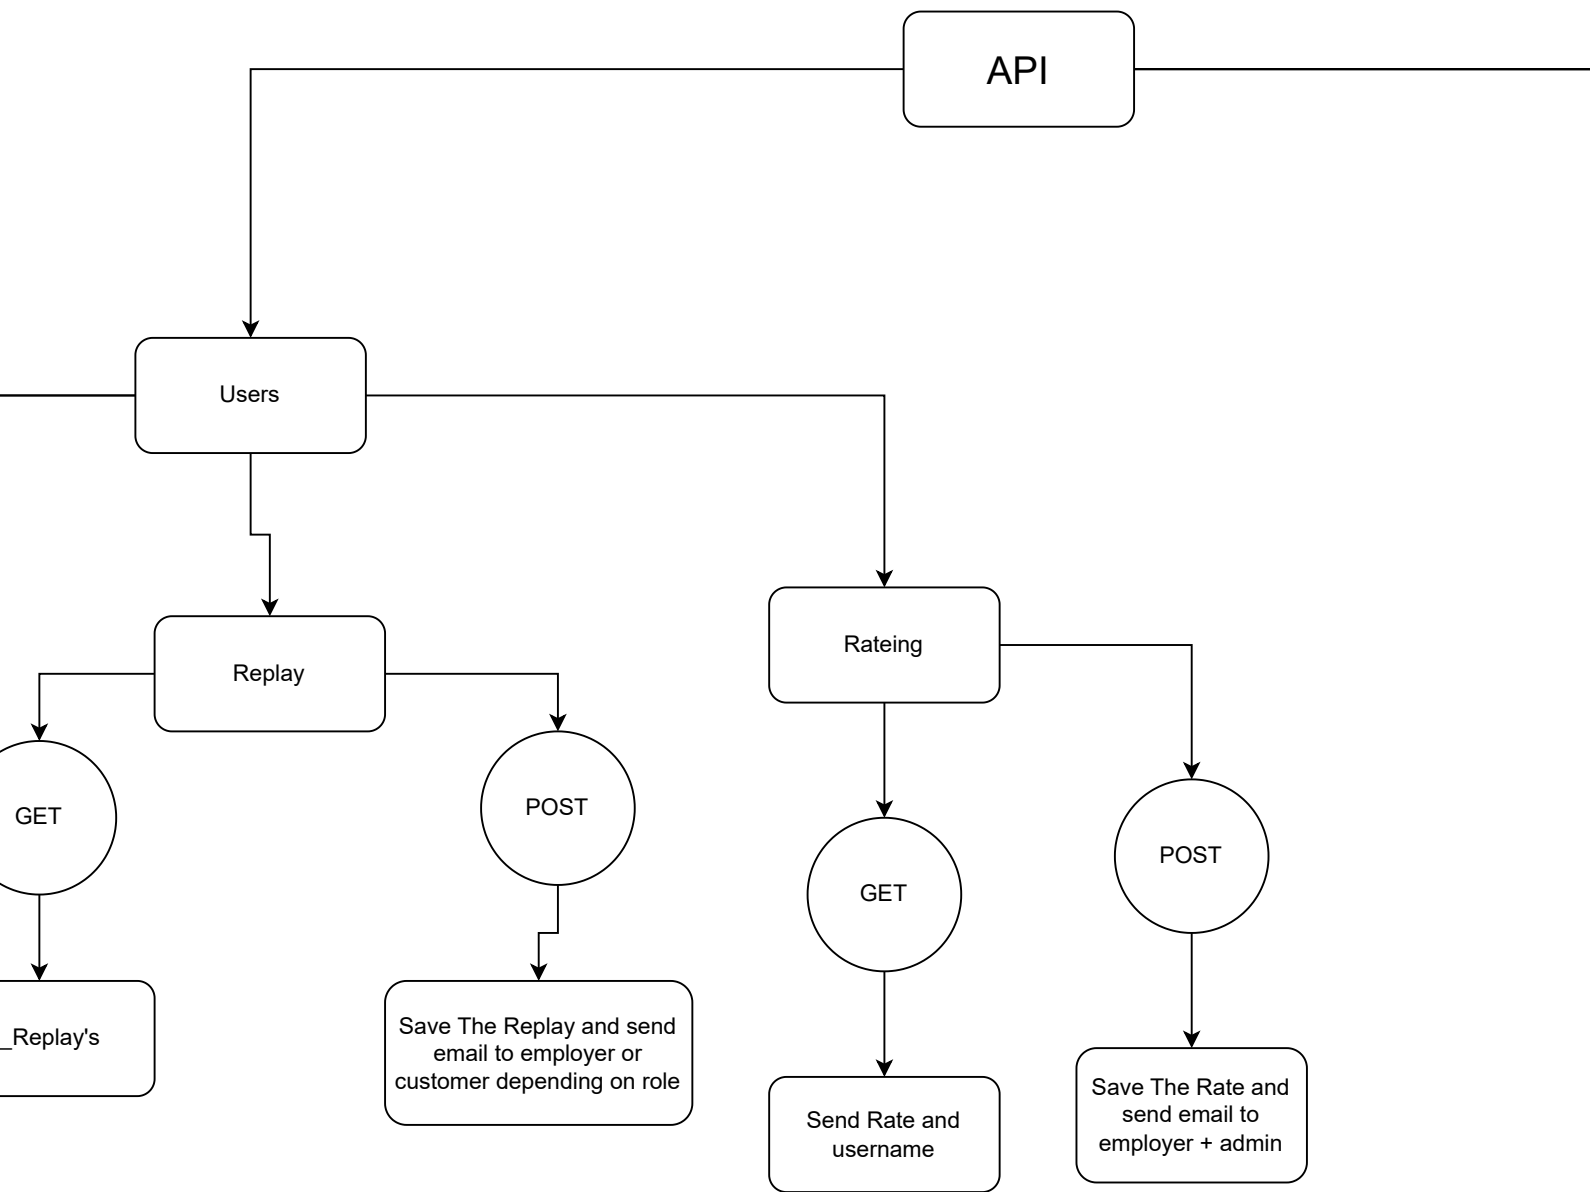 API
Users
Replay
Rateing
GET
POST
GET
POST
_Replay's
Save The Replay and send
email to employer or
customer depending on role
Send Rate and
username
Save The Rate and
send email to
employer + admin